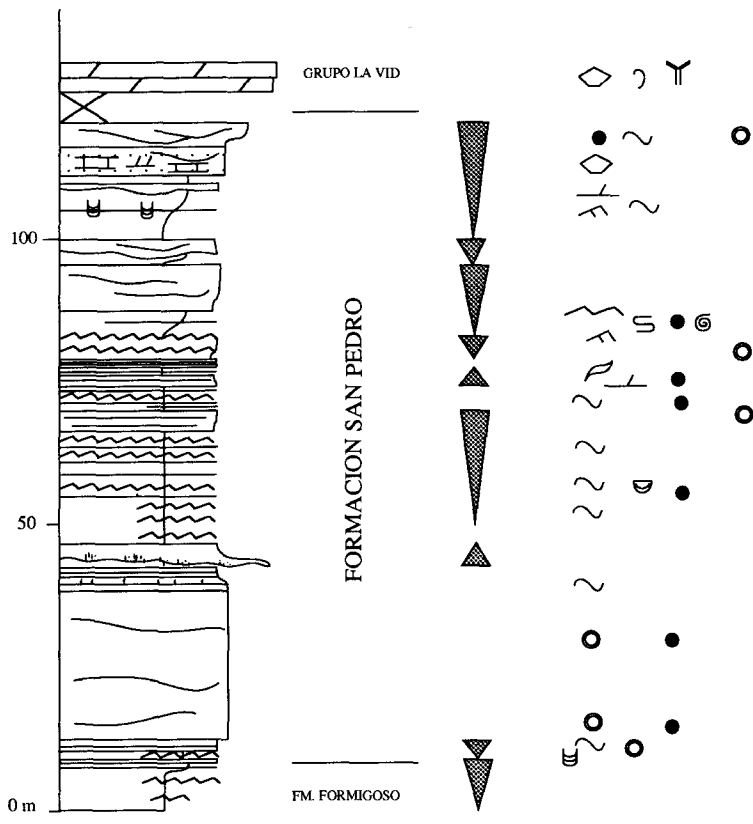 GRUPO LA VID
100
FORMACION SAN PEDRO
50
0 m
FM. FORMIGOSO